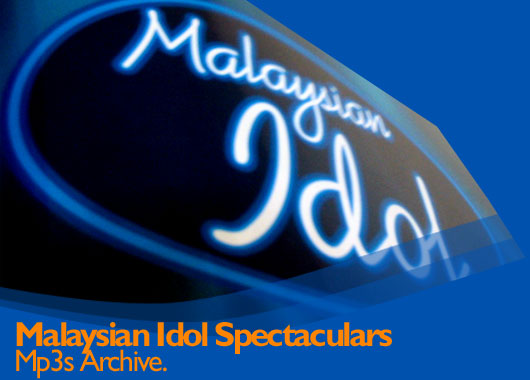 Malaysian
Idol
Malaysian Idol Spectaculars
Mp3s Archive.